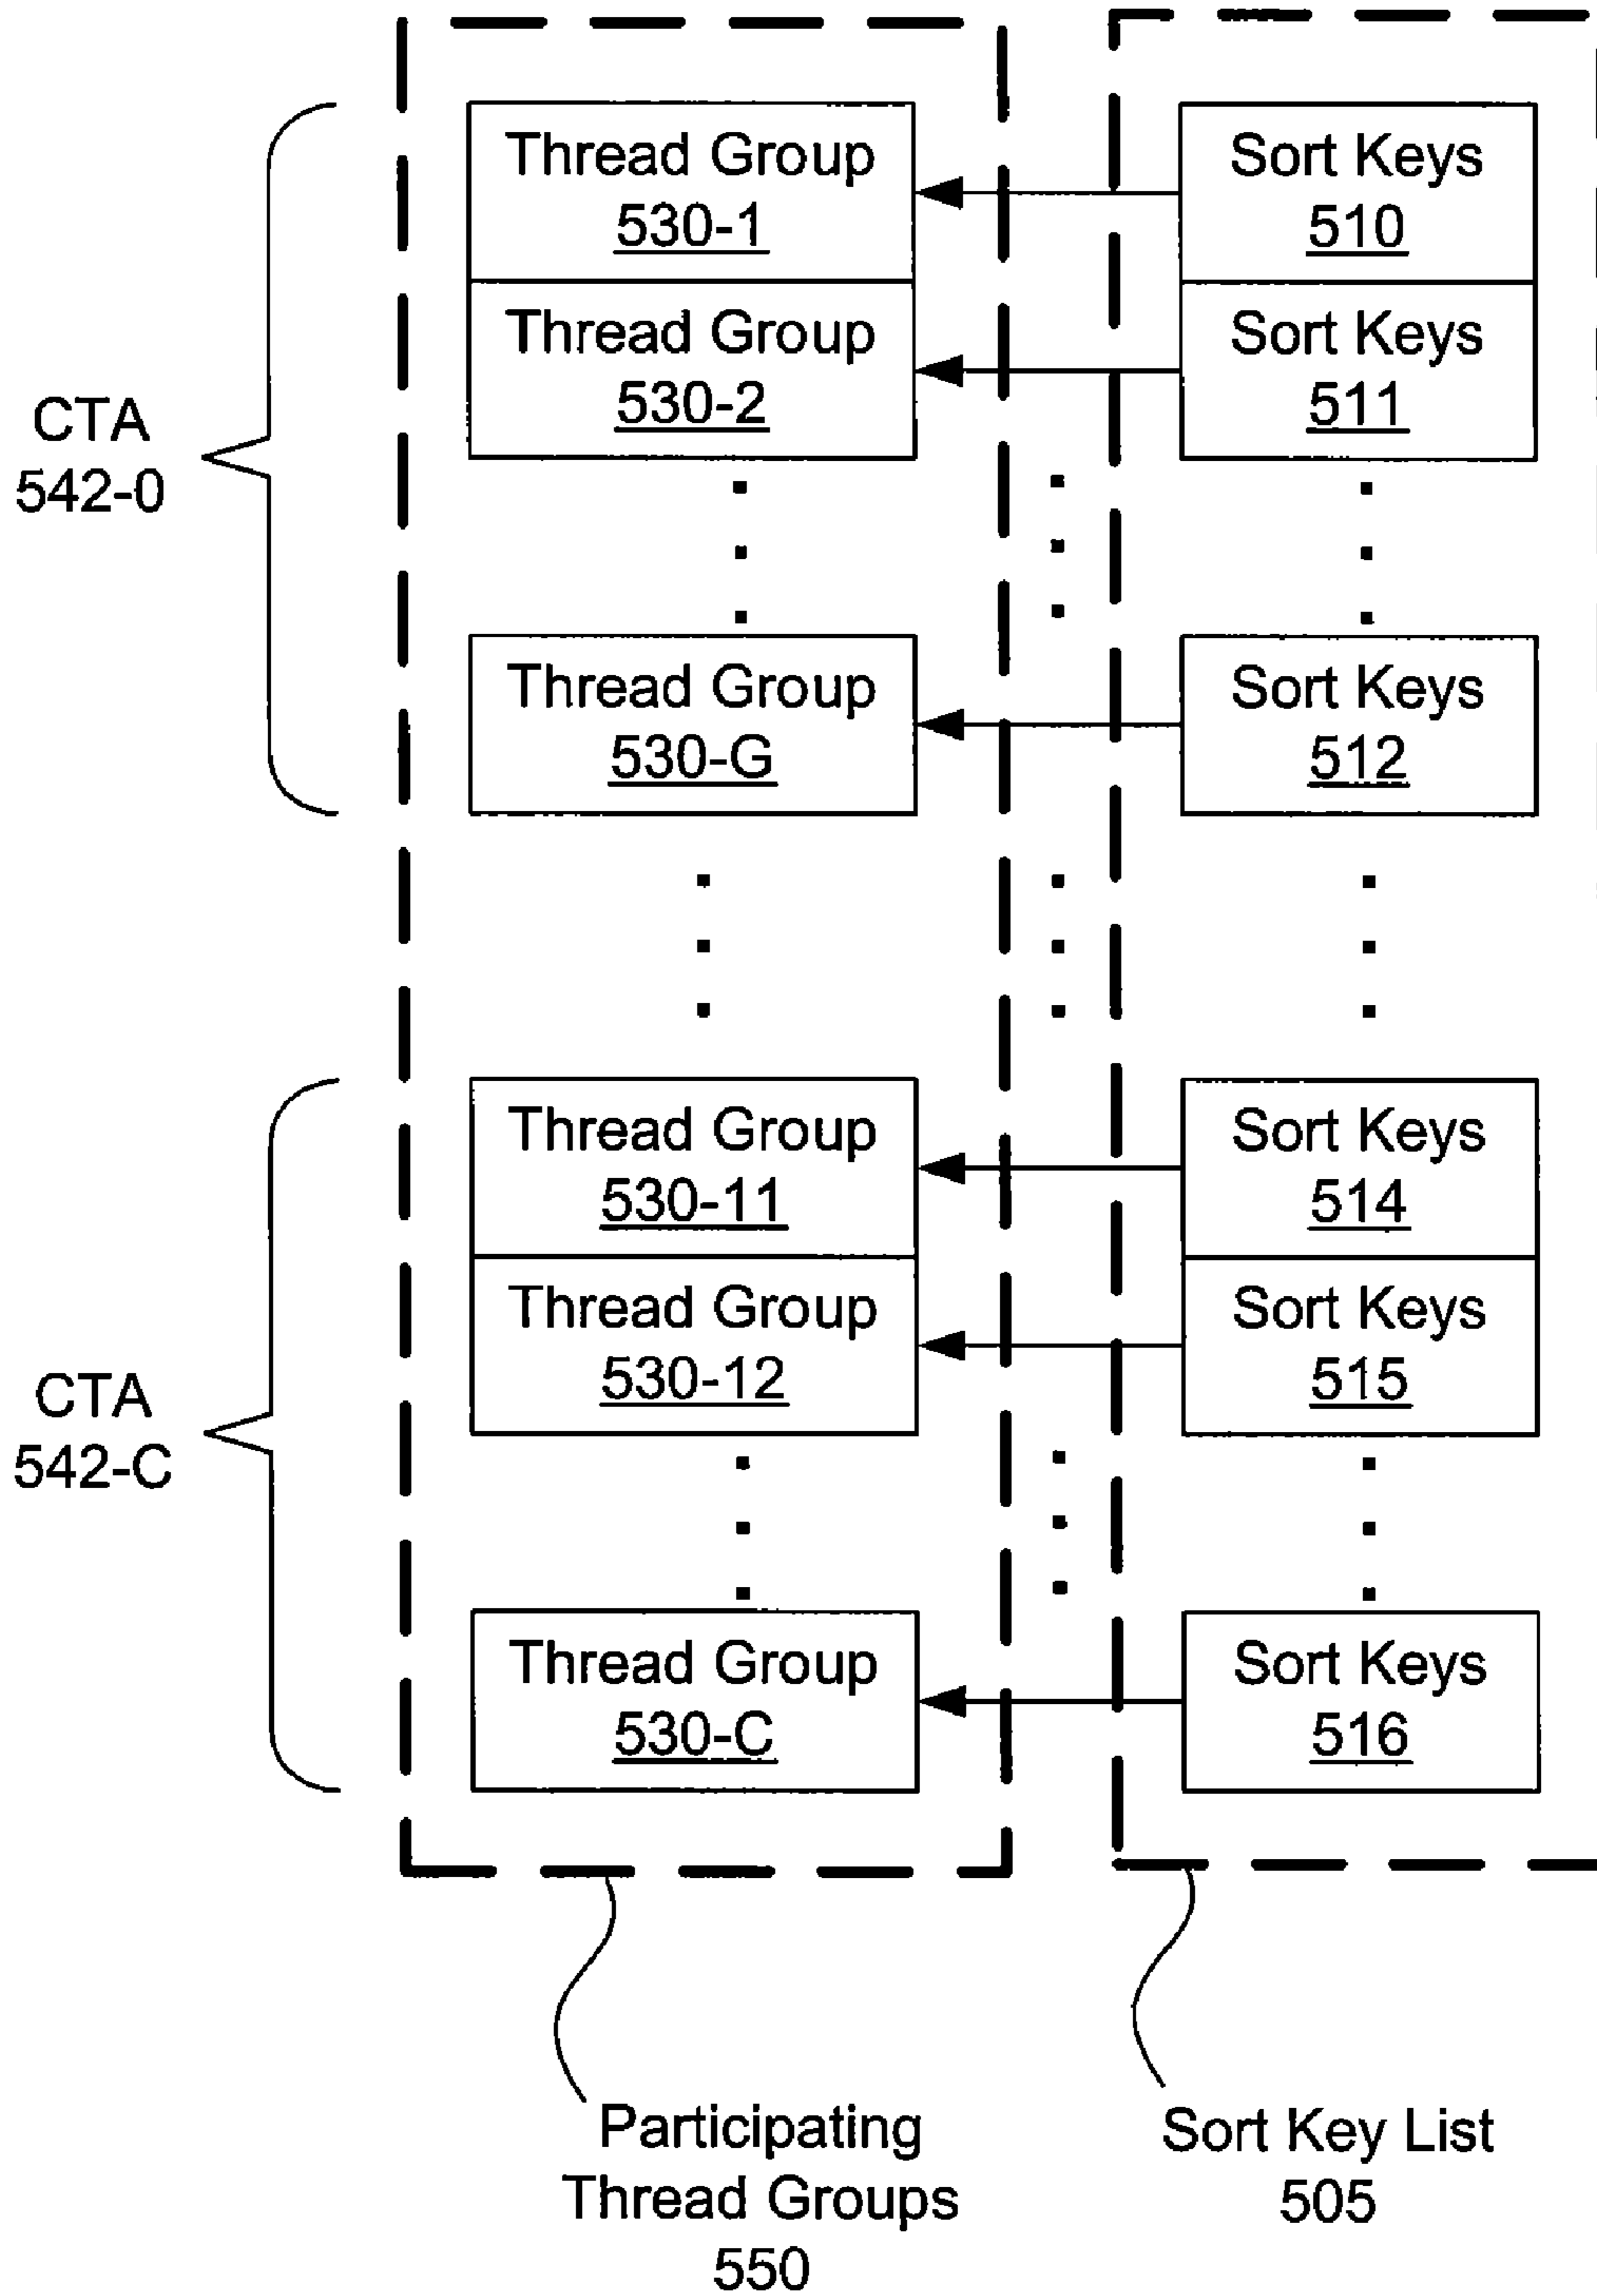 Thread Group
530-1
Sort Keys
510
Thread Group
530-2
Sort Keys
511
CTA
542-0
Thread Group
530-G
Sort Keys
512
Thread Group
530-11
Sort Keys
514
Thread Group
530-12
Sort Keys
515
CTA
542-C
Thread Group
530-C
Sort Keys
516
Participating
Thread Groups
550
Sort Key List
505